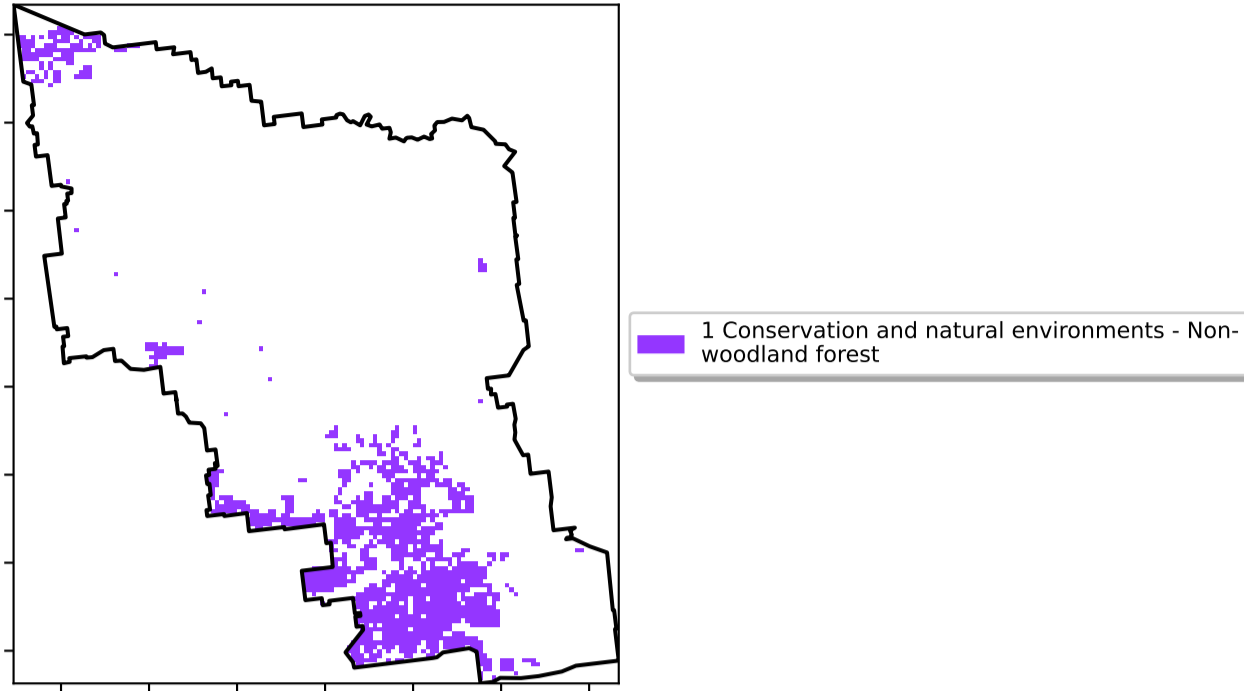 1 Conservation and natural environments - Non-
woodland forest